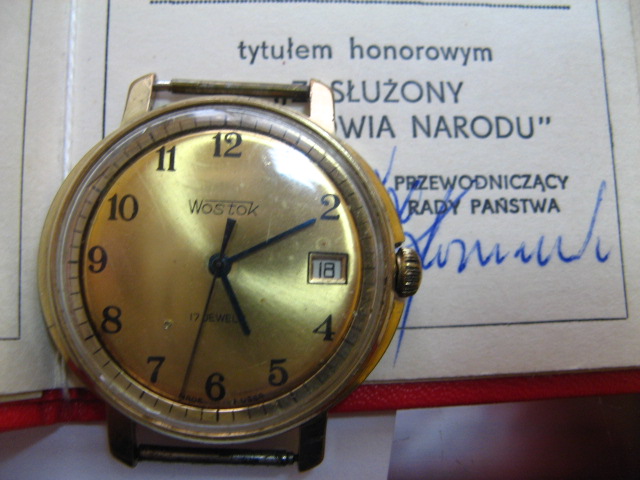 tytułem honorowym
SŁUŻONY
OWIA NARODU"
PRZEWODNICZĄCY
RADY PAŃSTWA
12
11
10
9
8
7
6
5
4
2
Wostok
18
17 JEWELS